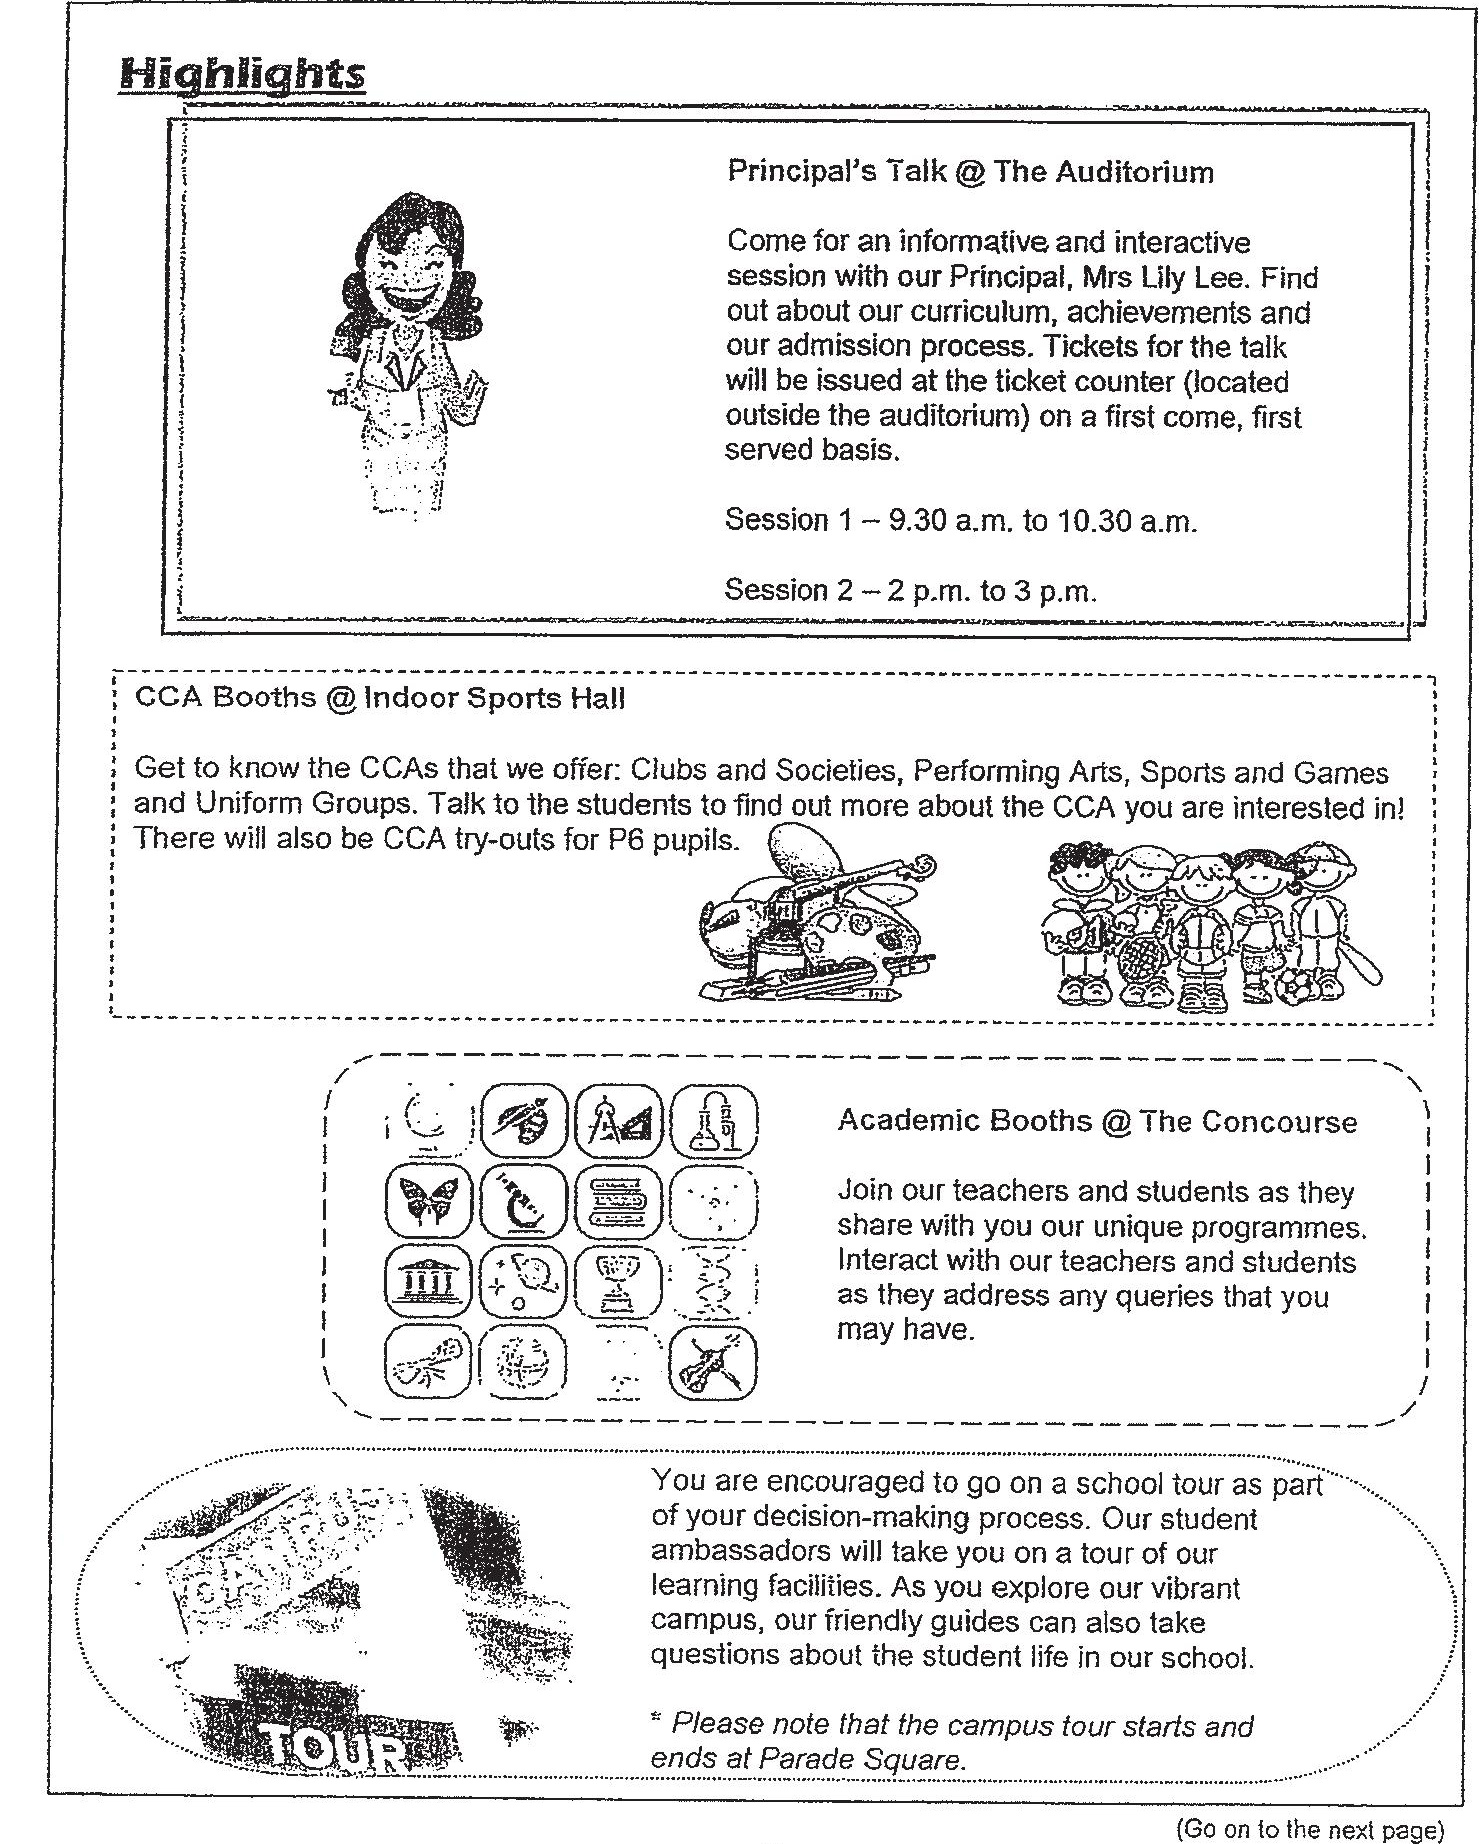 Highlights
Principal's Talk @ The Auditorium
Come for an informative and interactive
session with our Principal, Mrs Lily Lee. Find
out about our curriculum, achievements and
our admission process. Tickets for the talk
will be issued at the ticket counter (located
outside the auditorium) on a first come, first
served basis.
Session 1 – 9.30 a.m. to 10.30 a.m.
Session 2 – 2 p.m. to 3 p.m.
CCA Booths @ Indoor Sports Hall
Get to know the CCAs that we offer: Clubs and Societies, Performing Arts, Sports and Games
and Uniform Groups. Talk to the students to find out more about the CCA you are interested in!
There will also be CCA try-outs for P6 pupils.
Academic Booths @ The Concourse
Join our teachers and students as they
share with you our unique programmes.
Interact with our teachers and students
as they address any queries that you
may have.
You are encouraged to go on a school tour as part
of your decision-making process. Our student
ambassadors will take you on a tour of our
learning facilities. As you explore our vibrant
campus, our friendly guides can also take
questions about the student life in our school.
* Please note that the campus tour starts and
ends at Parade Square.
CAMPUS
TOUR
(Go on to the next page)